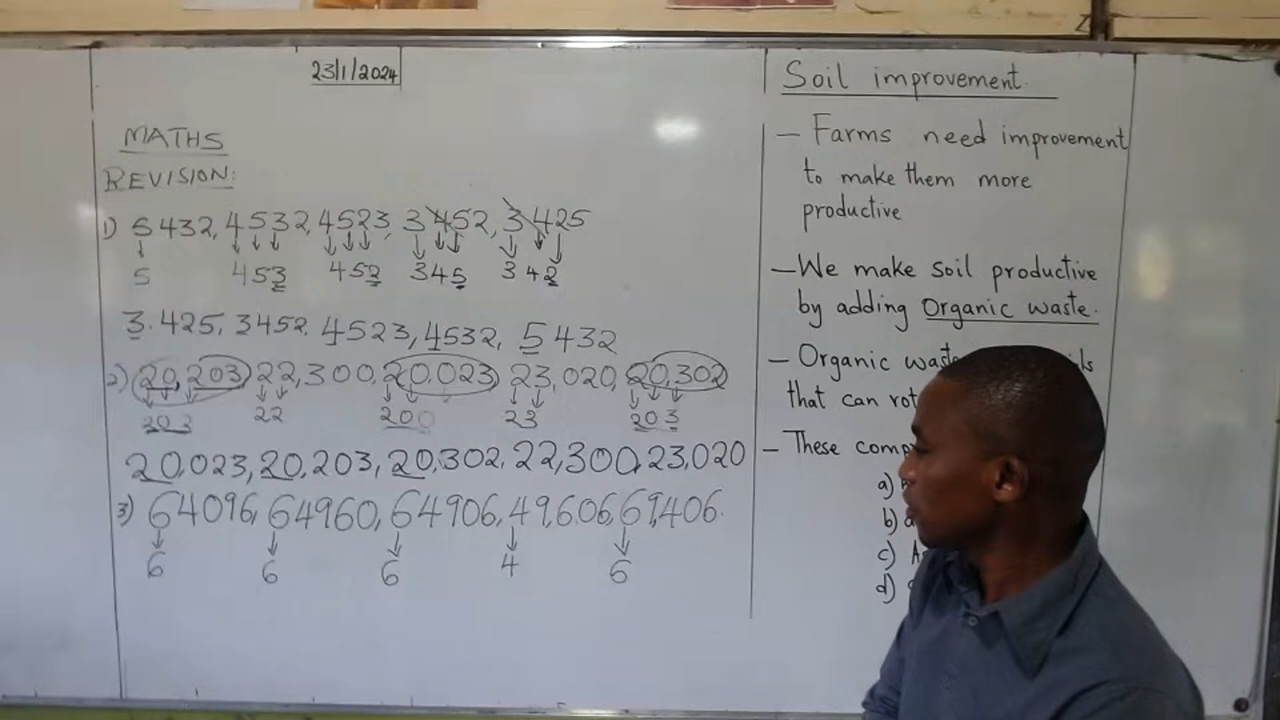 23/1/2024
MATHS
REVISION:
1) 5432, 4532, 4523, 3452, 3425
5 453 452 345 342
3.425, 3452. 4523, 4532, 5432
2) 20,203 22,300, 20,023 23,020, 20,302
203 22 200 23 203
20,023, 20,203, 20,302, 22,300, 23,020
3) 64096, 64960, 64906, 49,606, 69,406.
6 6 6 4 6
Soil improvement.
- Farms need improvement
to make them more
productive
- We make soil productive
by adding Organic waste.
- Organic
that can rot
- These
a)
b)
c)
d)